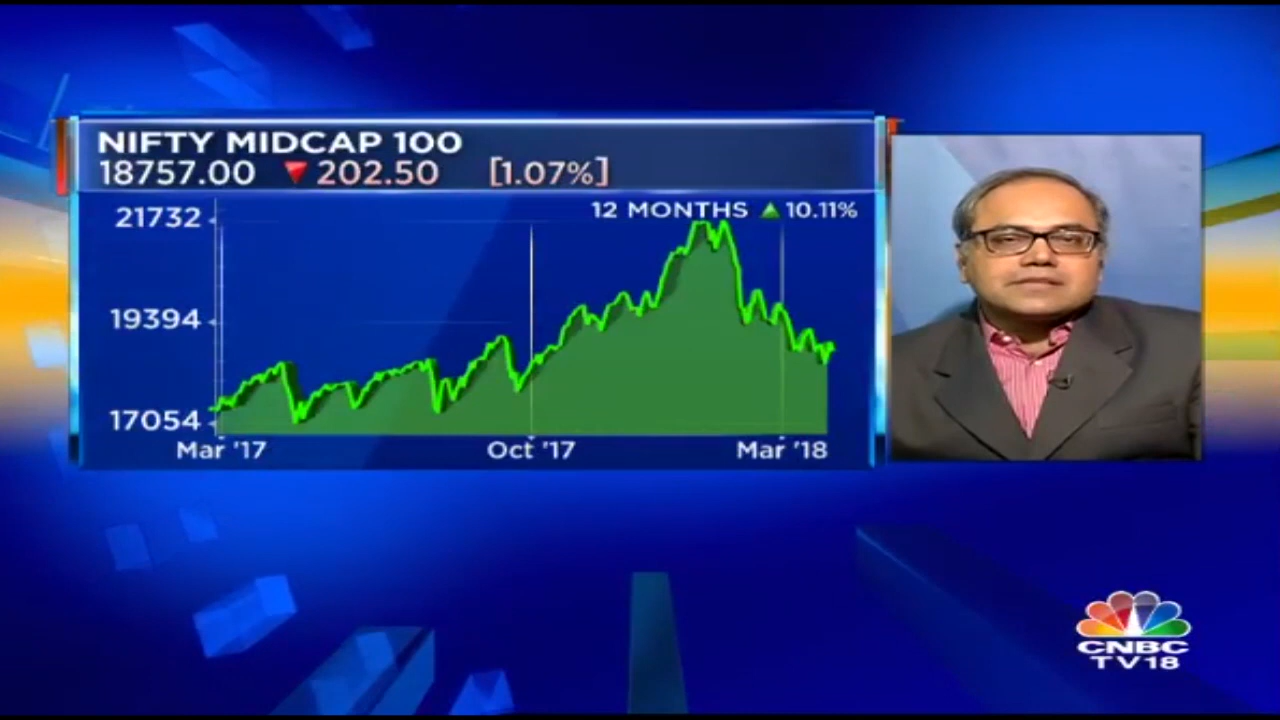 NIFTY MIDCAP 100
18757.00 ▼ 202.50 [1.07%]
12 MONTHS ▲ 10.11%
21732
19394
17054
Mar '17 Oct '17 Mar '18
CNBC
TV18